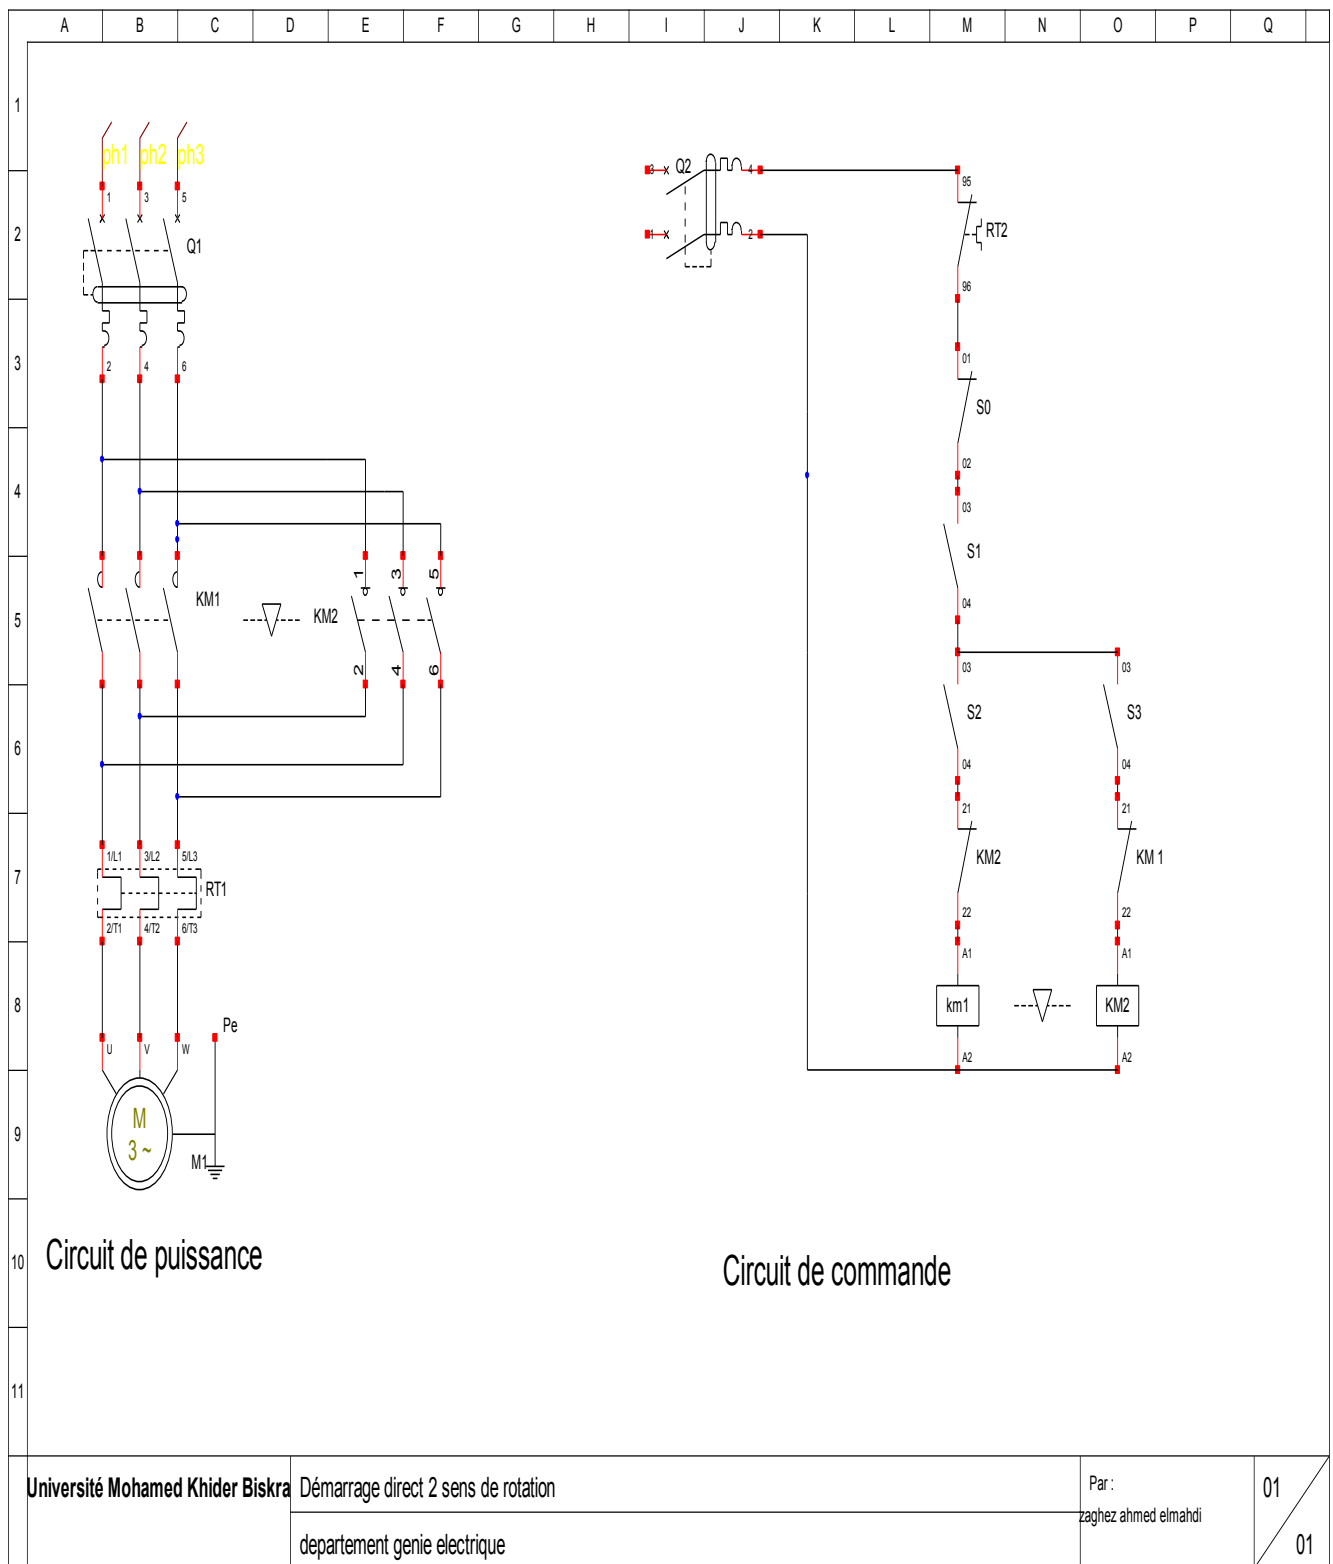 A B C D E F G H I J K L M N O P Q
1
ph1 ph2 ph3
3 Q2 4
95
1 3 5
2
Q1
1 2
RT2
96
3
2 4 6
01
S0
02
4
03
S1
1 3 5
04
KM1
5
KM2
2 4 6
03 03
S2 S3
6
04 04
21 21
1/L1 3/L2 5/L3
KM2 KM 1
7
RT1
2/T1 4/T2 6/T3
22 22
A1 A1
8
km1 KM2
Pe
U V W
A2 A2
M
3 ~
9
M1
10
Circuit de puissance
Circuit de commande
11
Université Mohamed Khider Biskra
Démarrage direct 2 sens de rotation
departement genie electrique
Par :
zaghez ahmed elmahdi
01
01